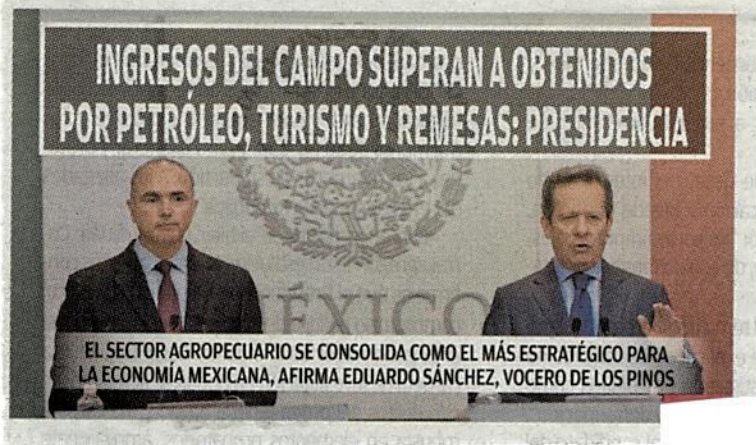 INGRESOS DEL CAMPO SUPERAN A OBTENIDOS
POR PETRÓLEO, TURISMO Y REMESAS: PRESIDENCIA
MÉXICO
EL SECTOR AGROPECUARIO SE CONSOLIDA COMO EL MÁS ESTRATÉGICO PARA
LA ECONOMÍA MEXICANA, AFIRMA EDUARDO SÁNCHEZ, VOCERO DE LOS PINOS